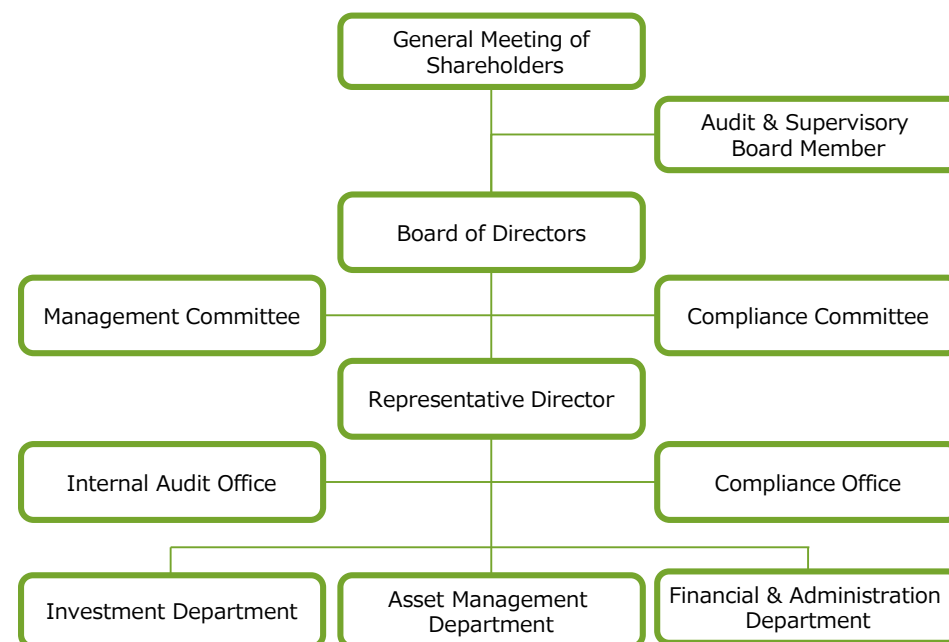 General Meeting of
Shareholders
Audit & Supervisory
Board Member
Board of Directors
Management Committee
Compliance Committee
Representative Director
Internal Audit Office
Compliance Office
Investment Department
Asset Management
Department
Financial & Administration
Department